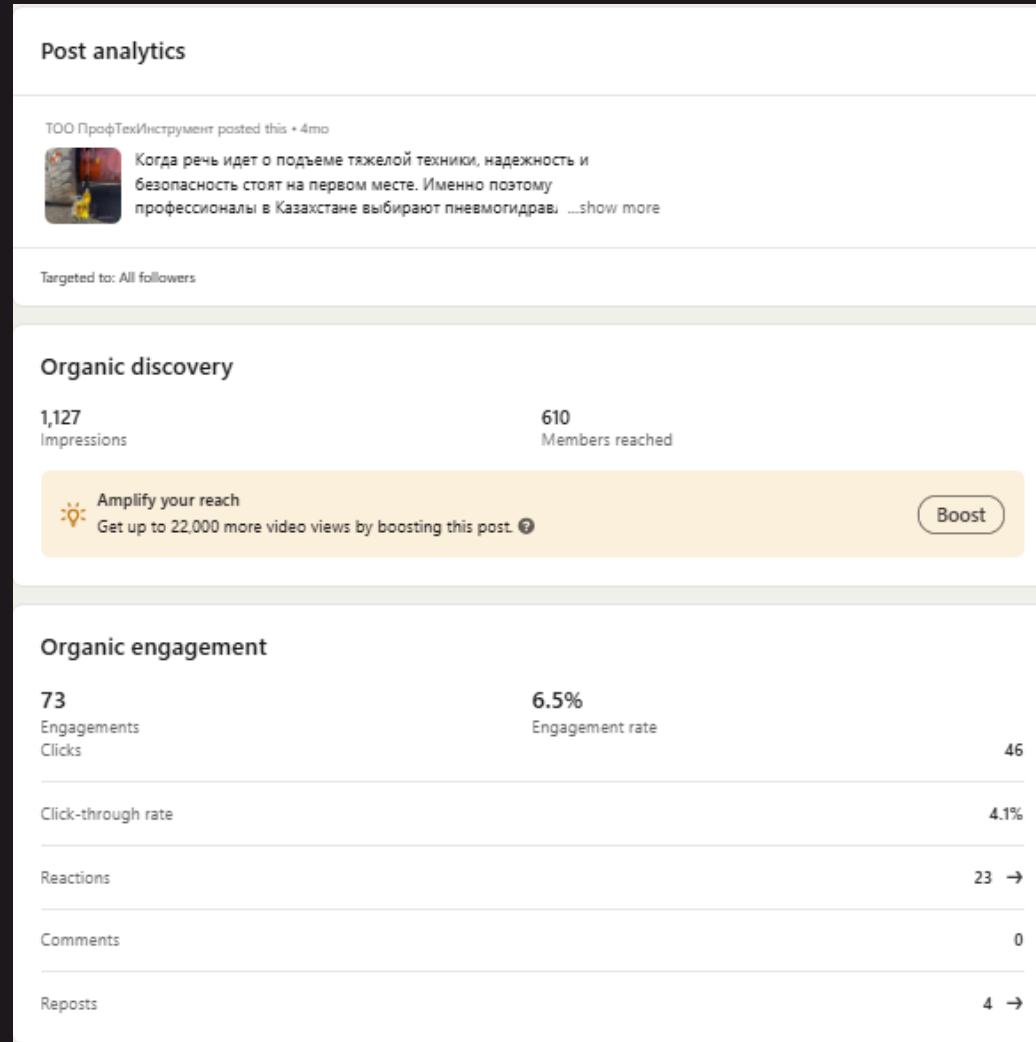 Post analytics
ТОО ПрофТехИнструмент posted this • 4mo
Когда речь идет о подъеме тяжелой техники, надежность и
безопасность стоят на первом месте. Именно поэтому
профессионалы в Казахстане выбирают пневмогидрав. ...show more
Targeted to: All followers
Organic discovery
1,127
Impressions
610
Members reached
Amplify your reach
Get up to 22,000 more video views by boosting this post.
Boost
Organic engagement
73
Engagements
6.5%
Engagement rate
Clicks 46
Click-through rate 4.1%
Reactions 23 →
Comments 0
Reposts 4 →